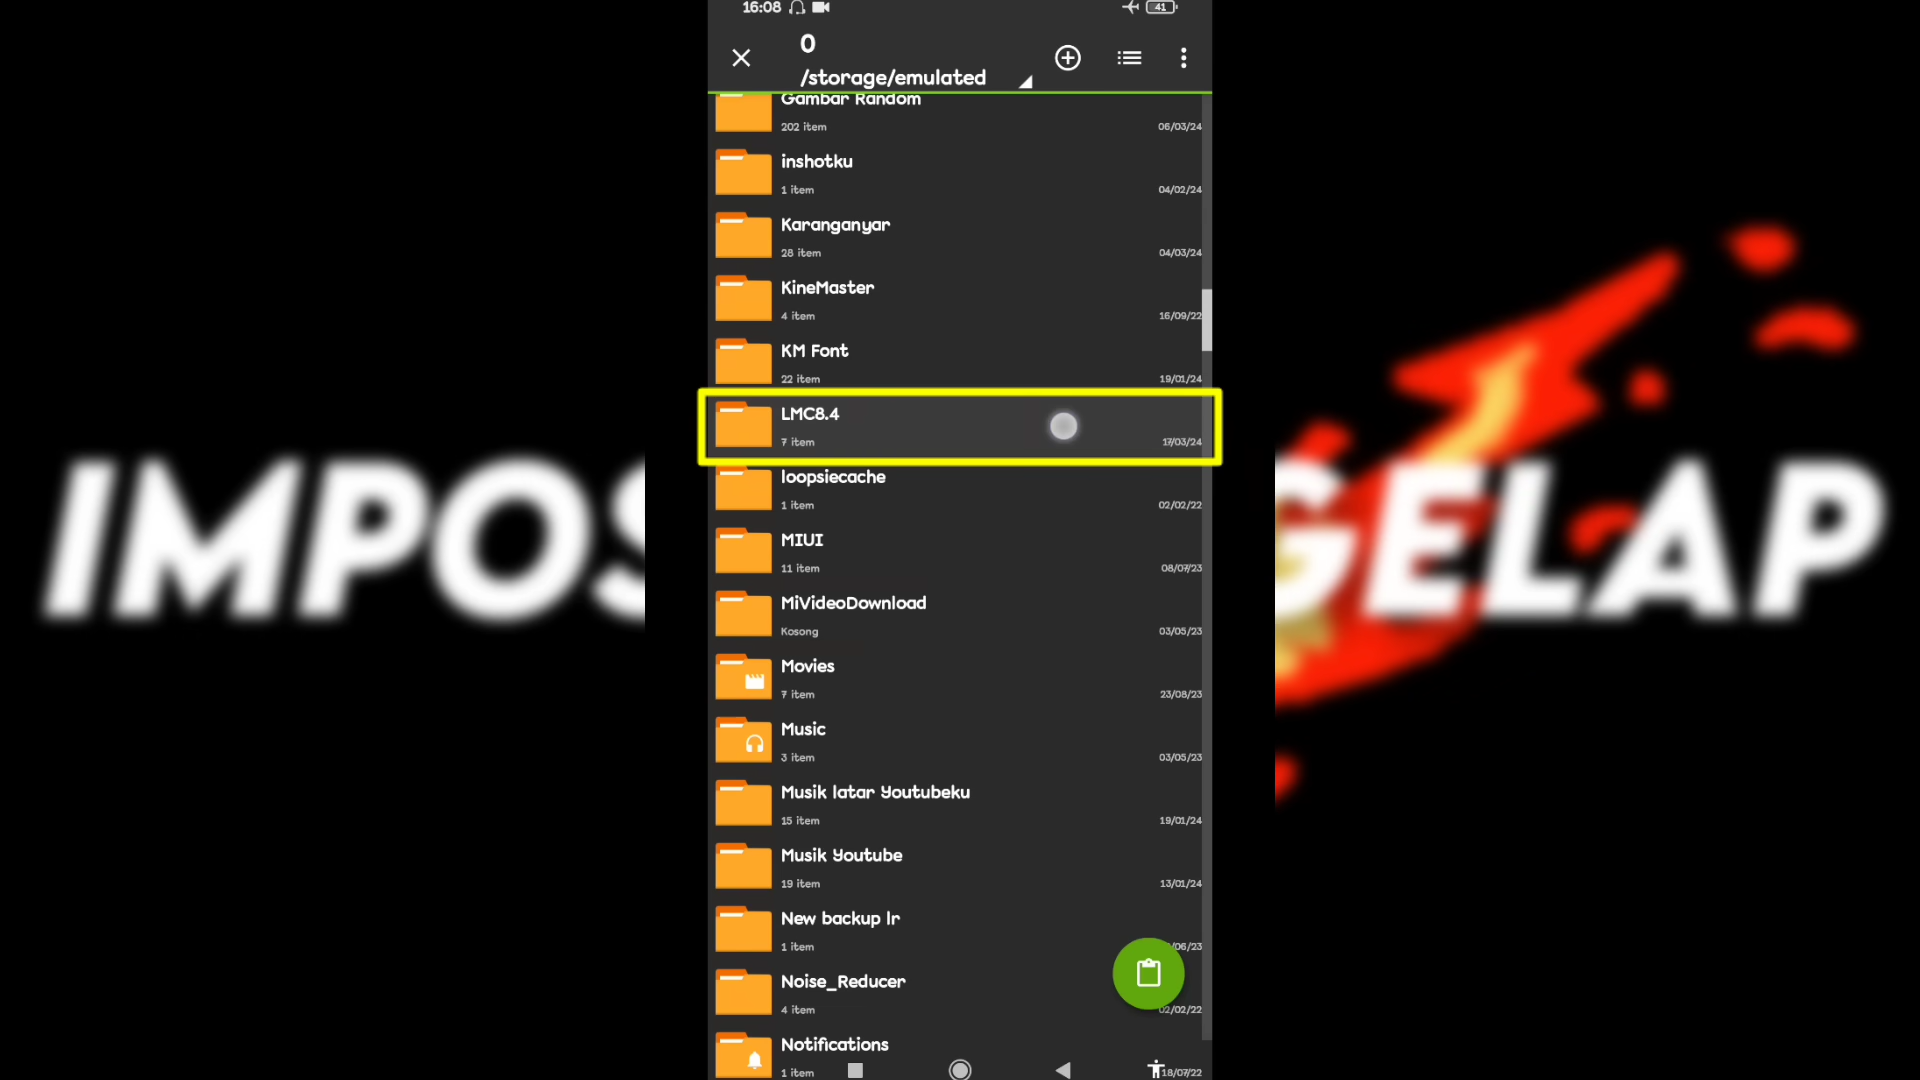 16:08
41
0
/storage/emulated
Gambar Random
202 item
06/03/24
inshotku
1 item
04/02/24
Karanganyar
28 item
04/03/24
KineMaster
4 item
16/09/22
KM Font
22 item
19/01/24
LMC8.4
7 item
17/03/24
loopsiecache
1 item
02/02/22
MIUI
11 item
08/07/23
MiVideoDownload
Kosong
03/05/23
Movies
7 item
23/08/23
Music
3 item
03/05/23
Musik latar Youtubeku
15 item
19/01/24
Musik Youtube
19 item
13/01/24
New backup lr
1 item
/06/23
Noise_Reducer
4 item
02/02/22
Notifications
1 item
18/07/22
IMPOS
GELAP